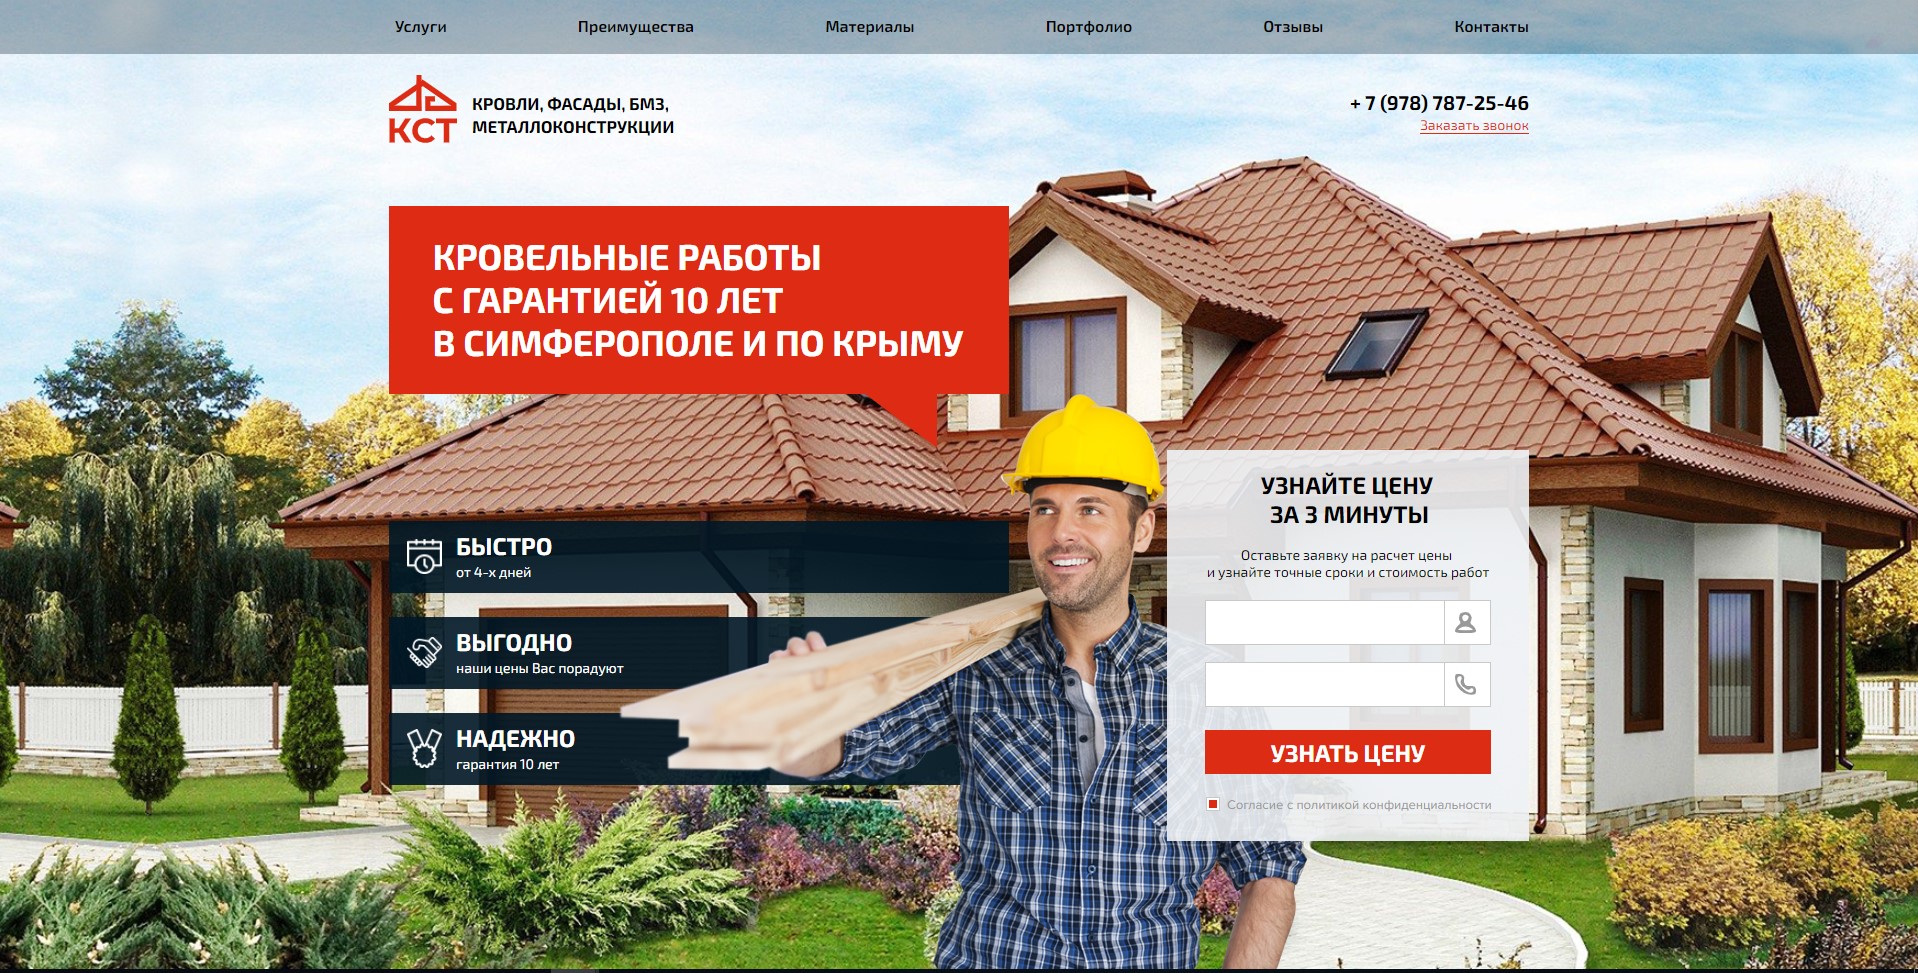 Услуги
Преимущества
Материалы
Портфолио
Отзывы
Контакты
КСТ
КРОВЛИ, ФАСАДЫ, БМЗ,
МЕТАЛЛОКОНСТРУКЦИИ
+ 7 (978) 787-25-46
Заказать звонок
КРОВЕЛЬНЫЕ РАБОТЫ
С ГАРАНТИЕЙ 10 ЛЕТ
В СИМФЕРОПОЛЕ И ПО КРЫМУ
БЫСТРО
от 4-х дней
ВЫГОДНО
наши цены Вас порадуют
НАДЕЖНО
гарантия 10 лет
УЗНАЙТЕ ЦЕНУ
ЗА 3 МИНУТЫ
Оставьте заявку на расчет цены
и узнайте точные сроки и стоимость работ
УЗНАТЬ ЦЕНУ
Согласие с политикой конфиденциальности